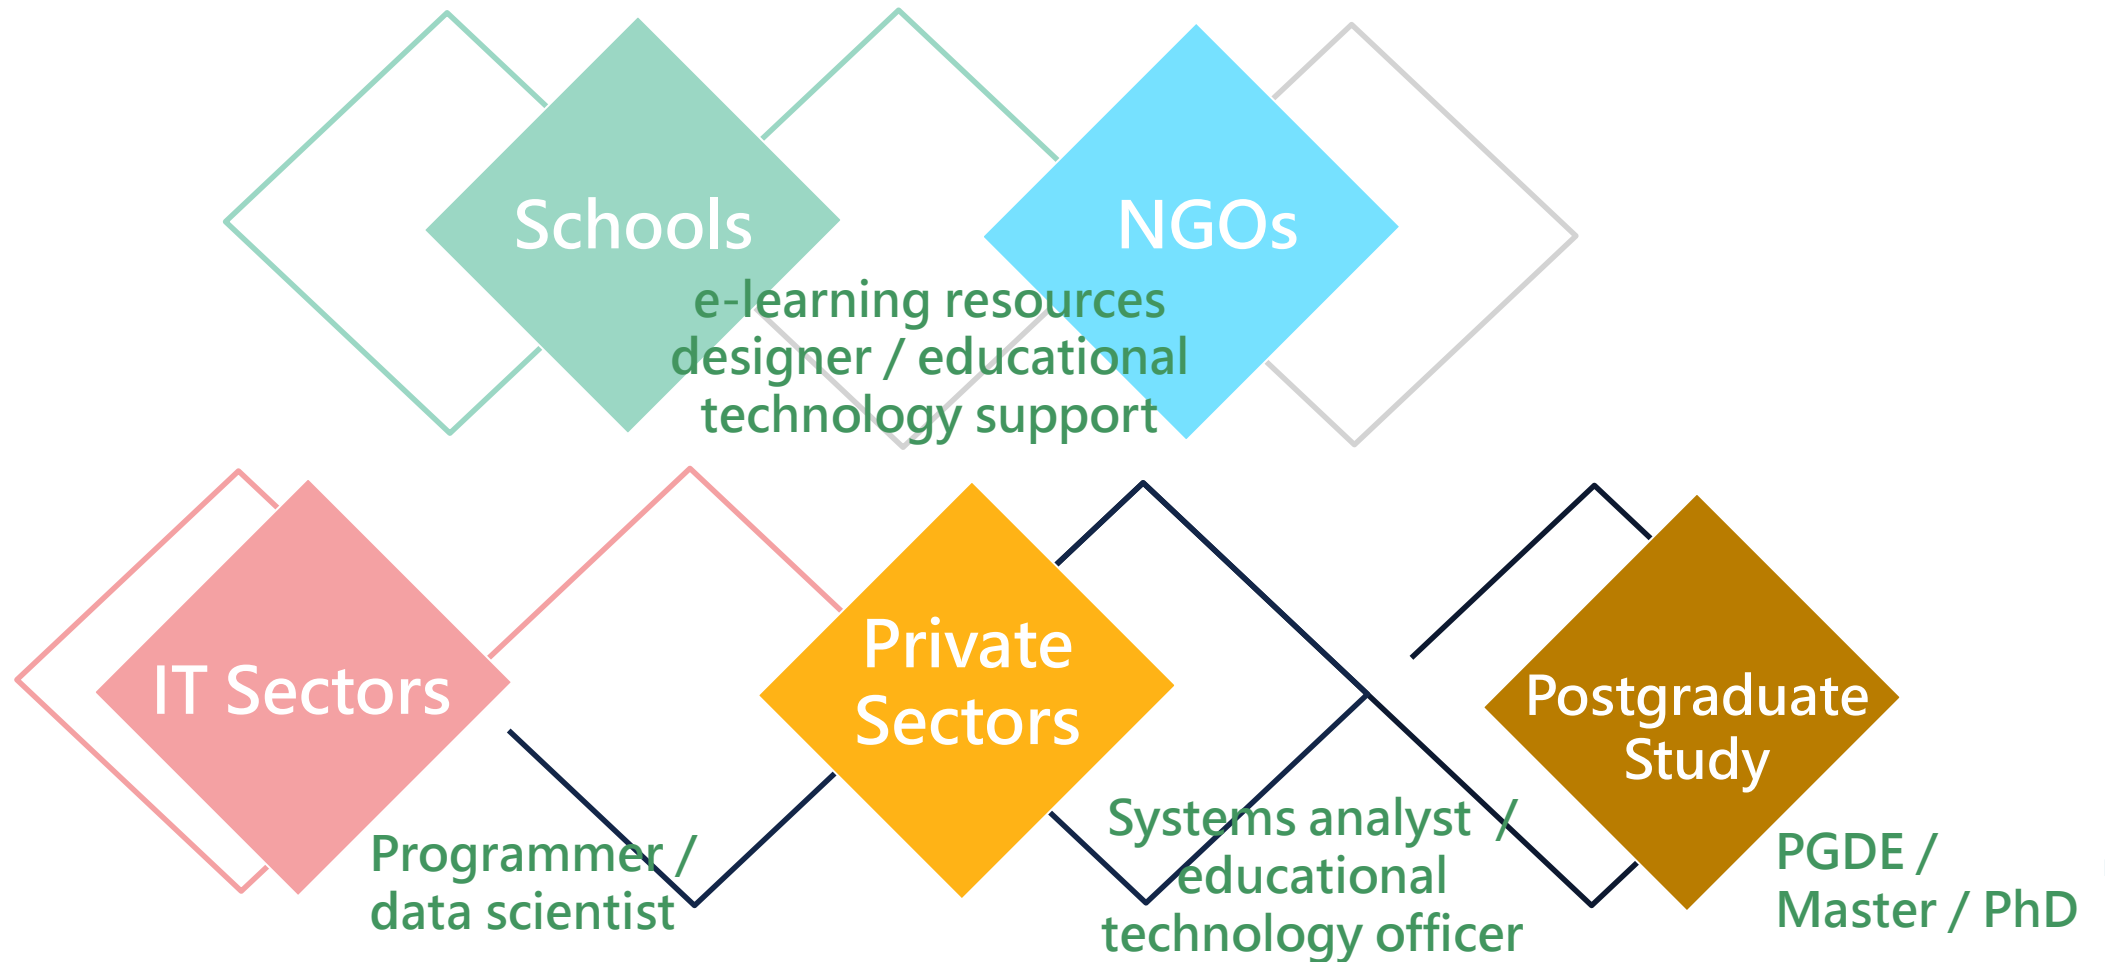 Schools
NGOs
e-learning resources
designer / educational
technology support
IT Sectors
Programmer /
data scientist
Private
Sectors
Systems analyst /
educational
technology officer
Postgraduate
Study
PGDE /
Master / PhD